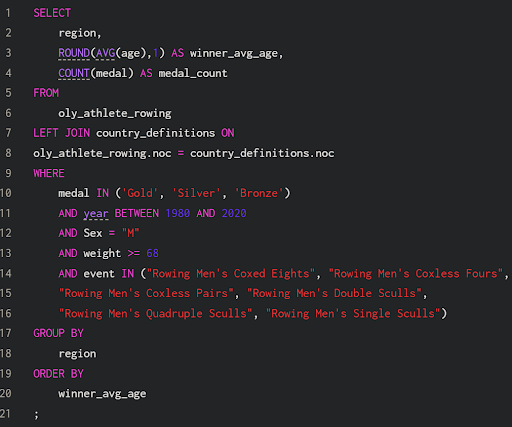 1 SELECT
2 region,
3 ROUND(AVG(age),1) AS winner_avg_age,
4 COUNT(medal) AS medal_count
5 FROM
6 oly_athlete_rowing
7 LEFT JOIN country_definitions ON
8 oly_athlete_rowing.noc = country_definitions.noc
9 WHERE
10 medal IN ('Gold', 'Silver', 'Bronze')
11 AND year BETWEEN 1980 AND 2020
12 AND Sex = "M"
13 AND weight >= 68
14 AND event IN ("Rowing Men's Coxed Eights", "Rowing Men's Coxless Fours",
15 "Rowing Men's Coxless Pairs", "Rowing Men's Double Sculls",
16 "Rowing Men's Quadruple Sculls", "Rowing Men's Single Sculls")
17 GROUP BY
18 region
19 ORDER BY
20 winner_avg_age
21 ;